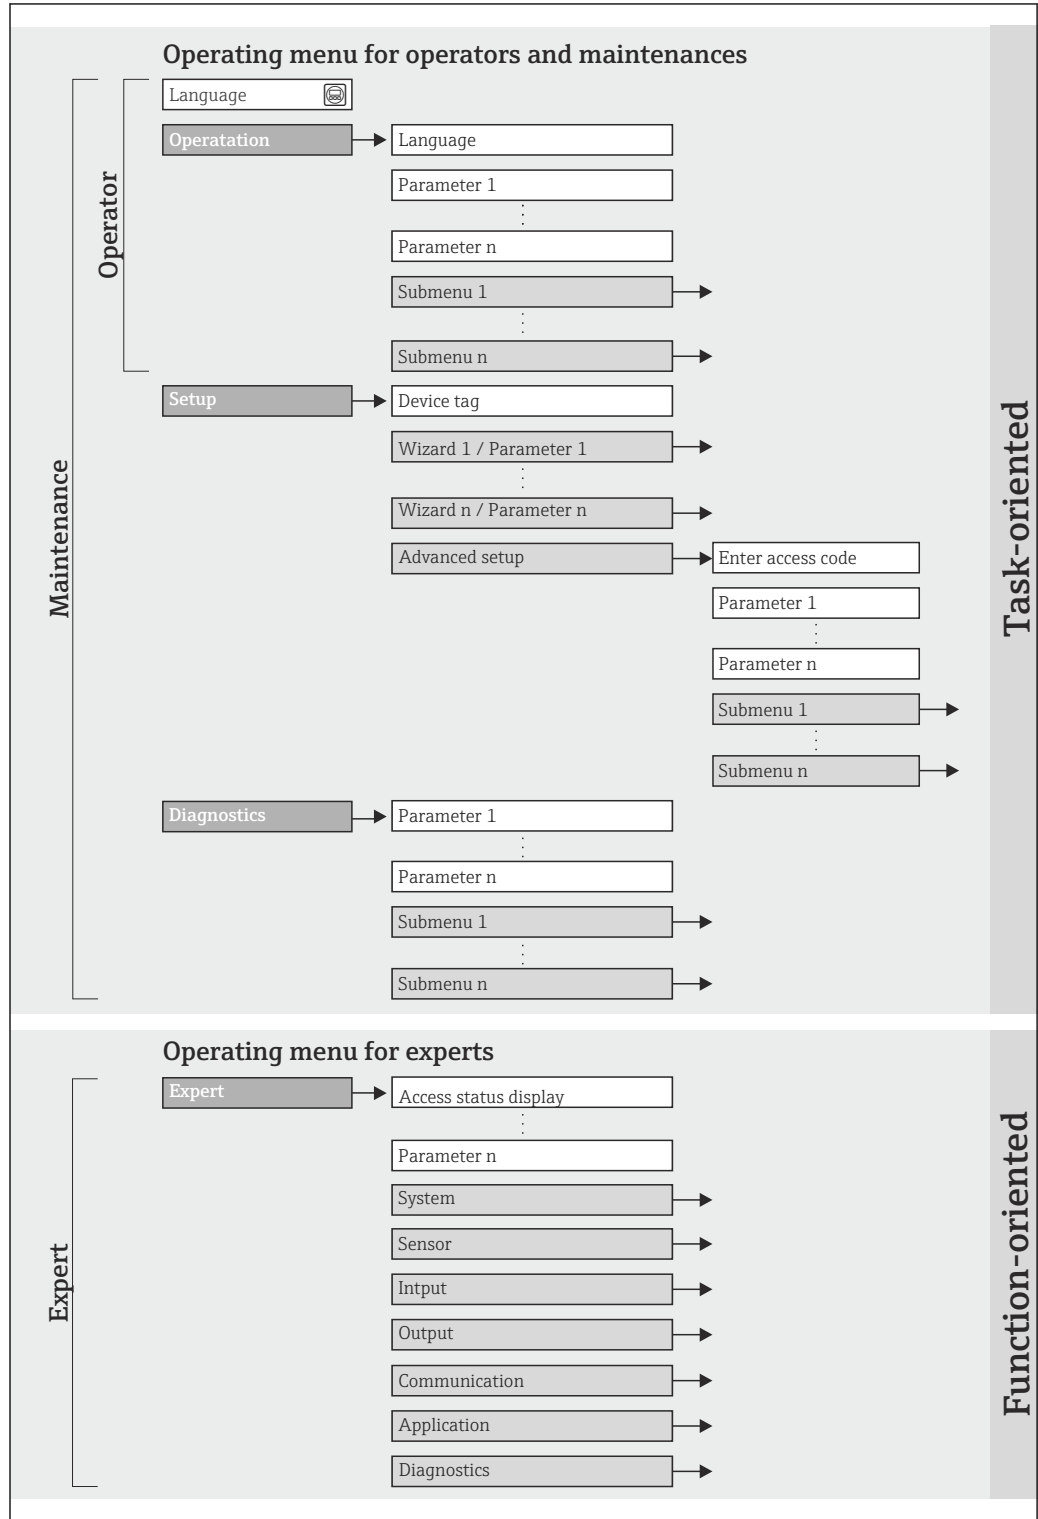 Operating menu for operators and maintenances
Language
Operatation
Language
Parameter 1
Parameter n
Submenu 1
Submenu n
Operator
Setup
Device tag
Wizard 1 / Parameter 1
Wizard n / Parameter n
Advanced setup
Enter access code
Parameter 1
Parameter n
Submenu 1
Submenu n
Maintenance
Task-oriented
Diagnostics
Parameter 1
Parameter n
Submenu 1
Submenu n
Operating menu for experts
Expert
Access status display
Parameter n
System
Sensor
Intput
Output
Communication
Application
Diagnostics
Expert
Function-oriented